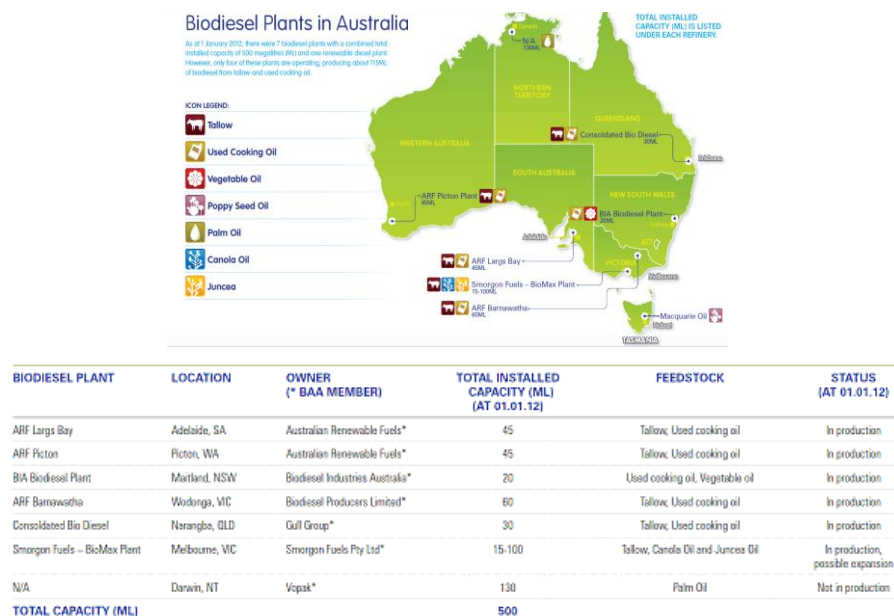 Biodiesel Plants in Australia
As at 1 January 2012, there were 7 biodiesel plants with a combined total
installed capacity of 500 megalitres (ML) and one renewable diesel plant.
However, only four of these plants are operating, producing about 115ML
of biodiesel from tallow and used cooking oil.
TOTAL INSTALLED
CAPACITY (ML) IS LISTED
UNDER EACH REFINERY.
ICON LEGEND:
Tallow
Used Cooking Oil
Vegetable Oil
Poppy Seed Oil
Palm Oil
Canola Oil
Juncea
Darwin
N/A
130ML
NORTHERN
TERRITORY
QUEENSLAND
WESTERN AUSTRALIA
Consolidated Bio Diesel
30ML
Brisbane
SOUTH AUSTRALIA
NEW SOUTH WALES
ARF Picton Plant
45ML
Perth
BIA Biodiesel Plant
20ML
Sydney
Adelaide
ACT
ARF Largs Bay
45ML
VICTORIA
Melbourne
Smorgon Fuels - BioMax Plant
15-100ML
ARF Barnawatha
60ML
Macquarie Oil
Hobart
TASMANIA
BIODIESEL PLANT LOCATION OWNER (* BAA MEMBER) TOTAL INSTALLED CAPACITY (ML) (AT 01.01.12) FEEDSTOCK STATUS (AT 01.01.12)
ARF Largs Bay Adelaide, SA Australian Renewable Fuels* 45 Tallow, Used cooking oil In production
ARF Picton Picton, WA Australian Renewable Fuels* 45 Tallow, Used cooking oil In production
BIA Biodiesel Plant Maitland, NSW Biodiesel Industries Australia* 20 Used cooking oil, Vegetable oil In production
ARF Barnawatha Wodonga, VIC Biodiesel Producers Limited* 60 Tallow, Used cooking oil In production
Consolidated Bio Diesel Narangba, QLD Gull Group* 30 Tallow, Used cooking oil In production
Smorgon Fuels – BioMax Plant Melbourne, VIC Smorgon Fuels Pty Ltd* 15-100 Tallow, Canola Oil and Juncea Oil In production, possible expansion
N/A Darwin, NT Vopak* 130 Palm Oil Not in production
TOTAL CAPACITY (ML) 500